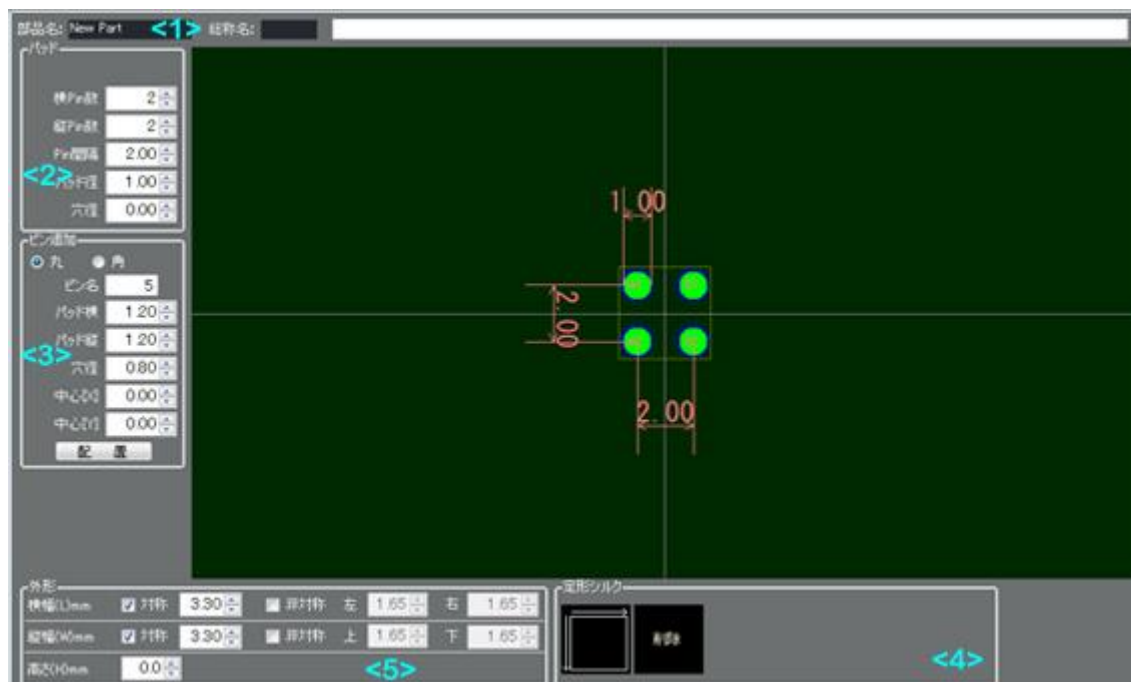 部品名: New Part <1> 総称名:
パッド
横Pin数 2
縦Pin数 2
Pin間隔 2.00
<2> パッド径 1.00
穴径 0.00
ピン追加
丸 角
ピン名 5
パッド横 1.20
パッド縦 1.20
<3> 穴径 0.80
中心[X] 0.00
中心[Y] 0.00
配 置
1.00
2.00
2.00
外形
横幅(L)mm 対称 3.30 非対称 左 1.65 右 1.65
縦幅(W)mm 対称 3.30 非対称 上 1.65 下 1.65
高さ(H)mm 0.0 <5>
定形シルク
削除 <4>